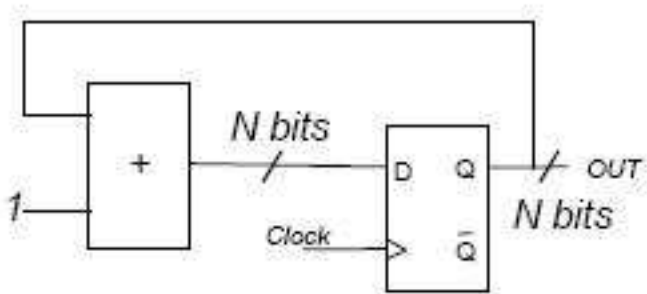 N bits
+
D
Q
OUT
1
Clock
Q̄
N bits